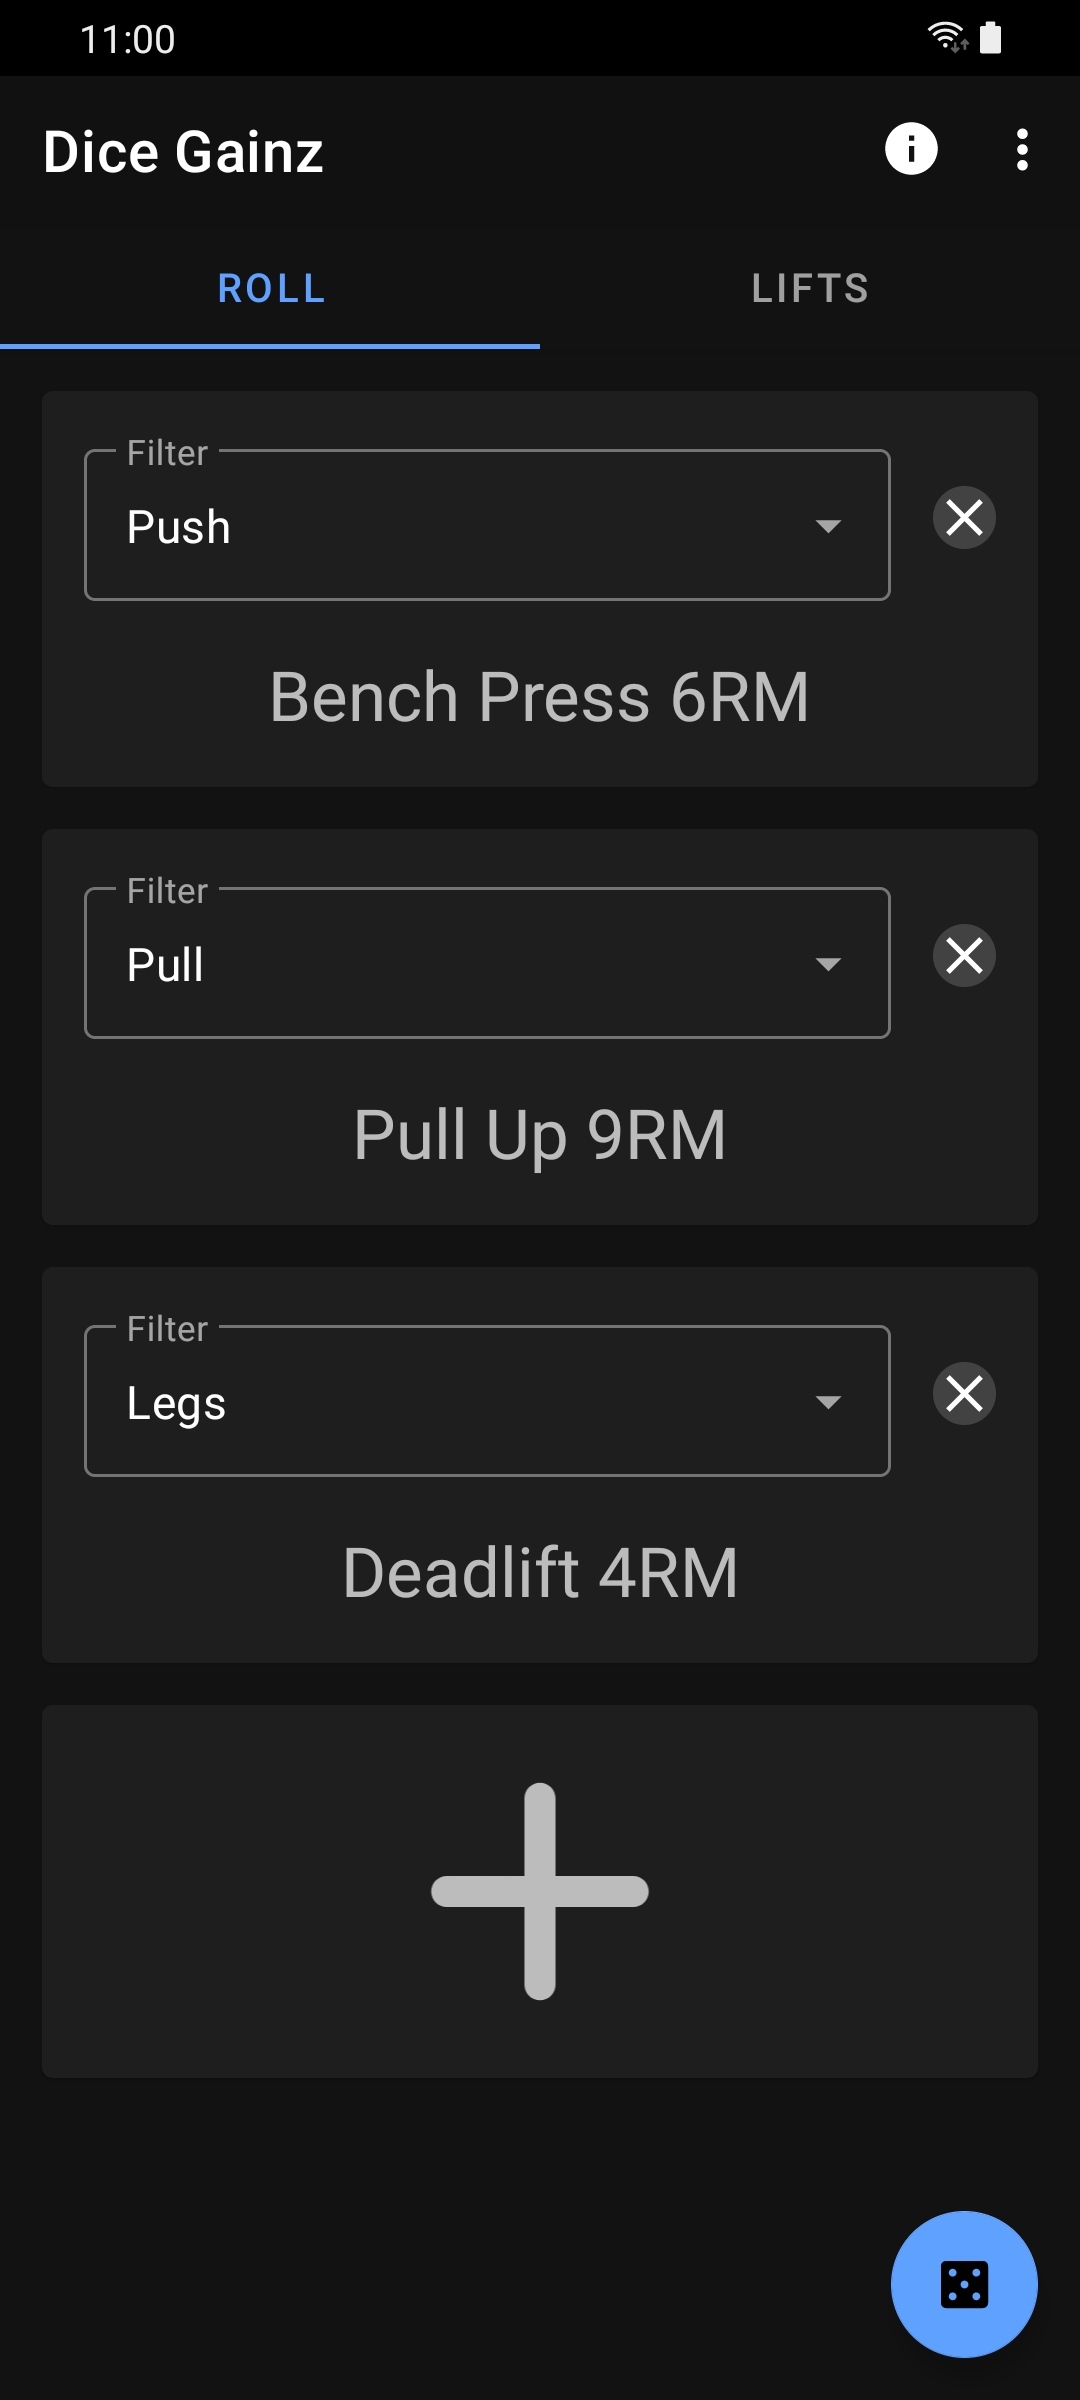 11:00
Dice Gainz
ROLL
LIFTS
Filter
Push
Bench Press 6RM
Filter
Pull
Pull Up 9RM
Filter
Legs
Deadlift 4RM